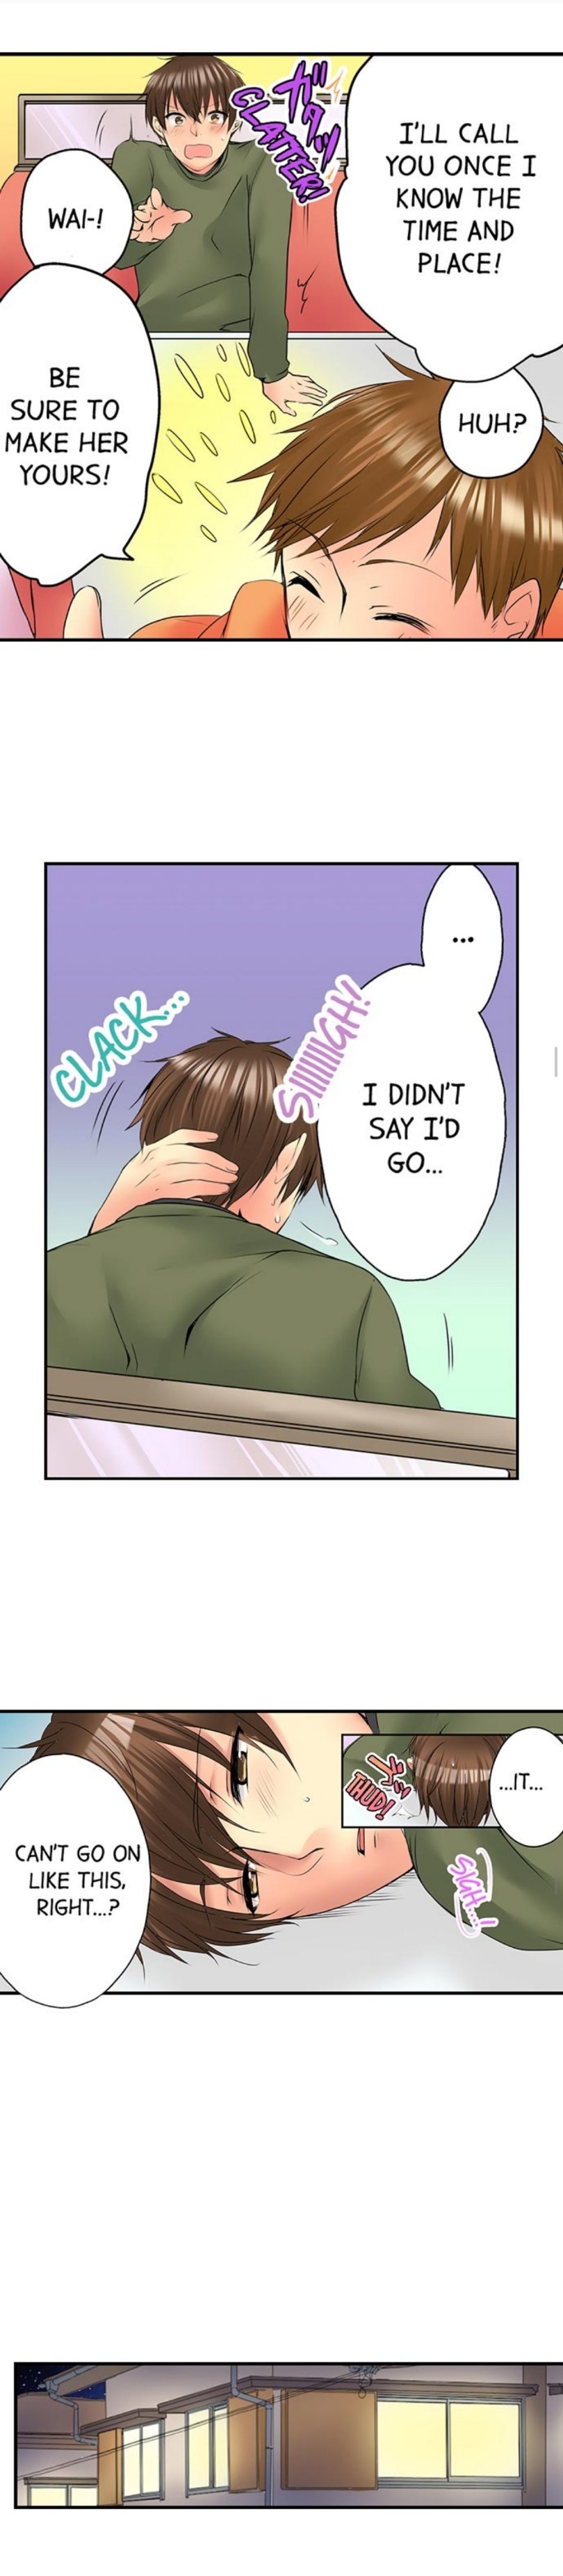 I'LL CALL
YOU ONCE I
KNOW THE
TIME AND
PLACE!
ガタッ
CLATTER!
WAI-!
HUH?
BE
SURE TO
MAKE HER
YOURS!
...
I DIDN'T
SAY I'D
GO...
SIIIIIIGH!
CLACK...
...IT...
THUD!
SIGH...!
CAN'T GO ON
LIKE THIS,
RIGHT...?